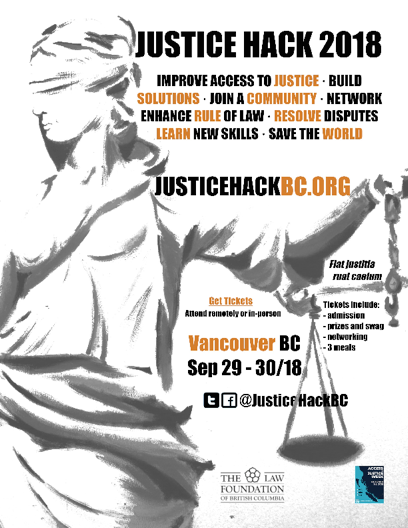 JUSTICE HACK 2018
IMPROVE ACCESS TO JUSTICE · BUILD
SOLUTIONS · JOIN A COMMUNITY · NETWORK
ENHANCE RULE OF LAW · RESOLVE DISPUTES
LEARN NEW SKILLS · SAVE THE WORLD
JUSTICEHACKBC.ORG
Fiat justitia
ruat caelum
Get Tickets
Attend remotely or in-person
Tickets include:
- admission
- prizes and swag
- networking
- 3 meals
Vancouver BC
Sep 29 - 30/18
@JusticeHackBC
THE LAW
FOUNDATION
OF BRITISH COLUMBIA
ACCESS